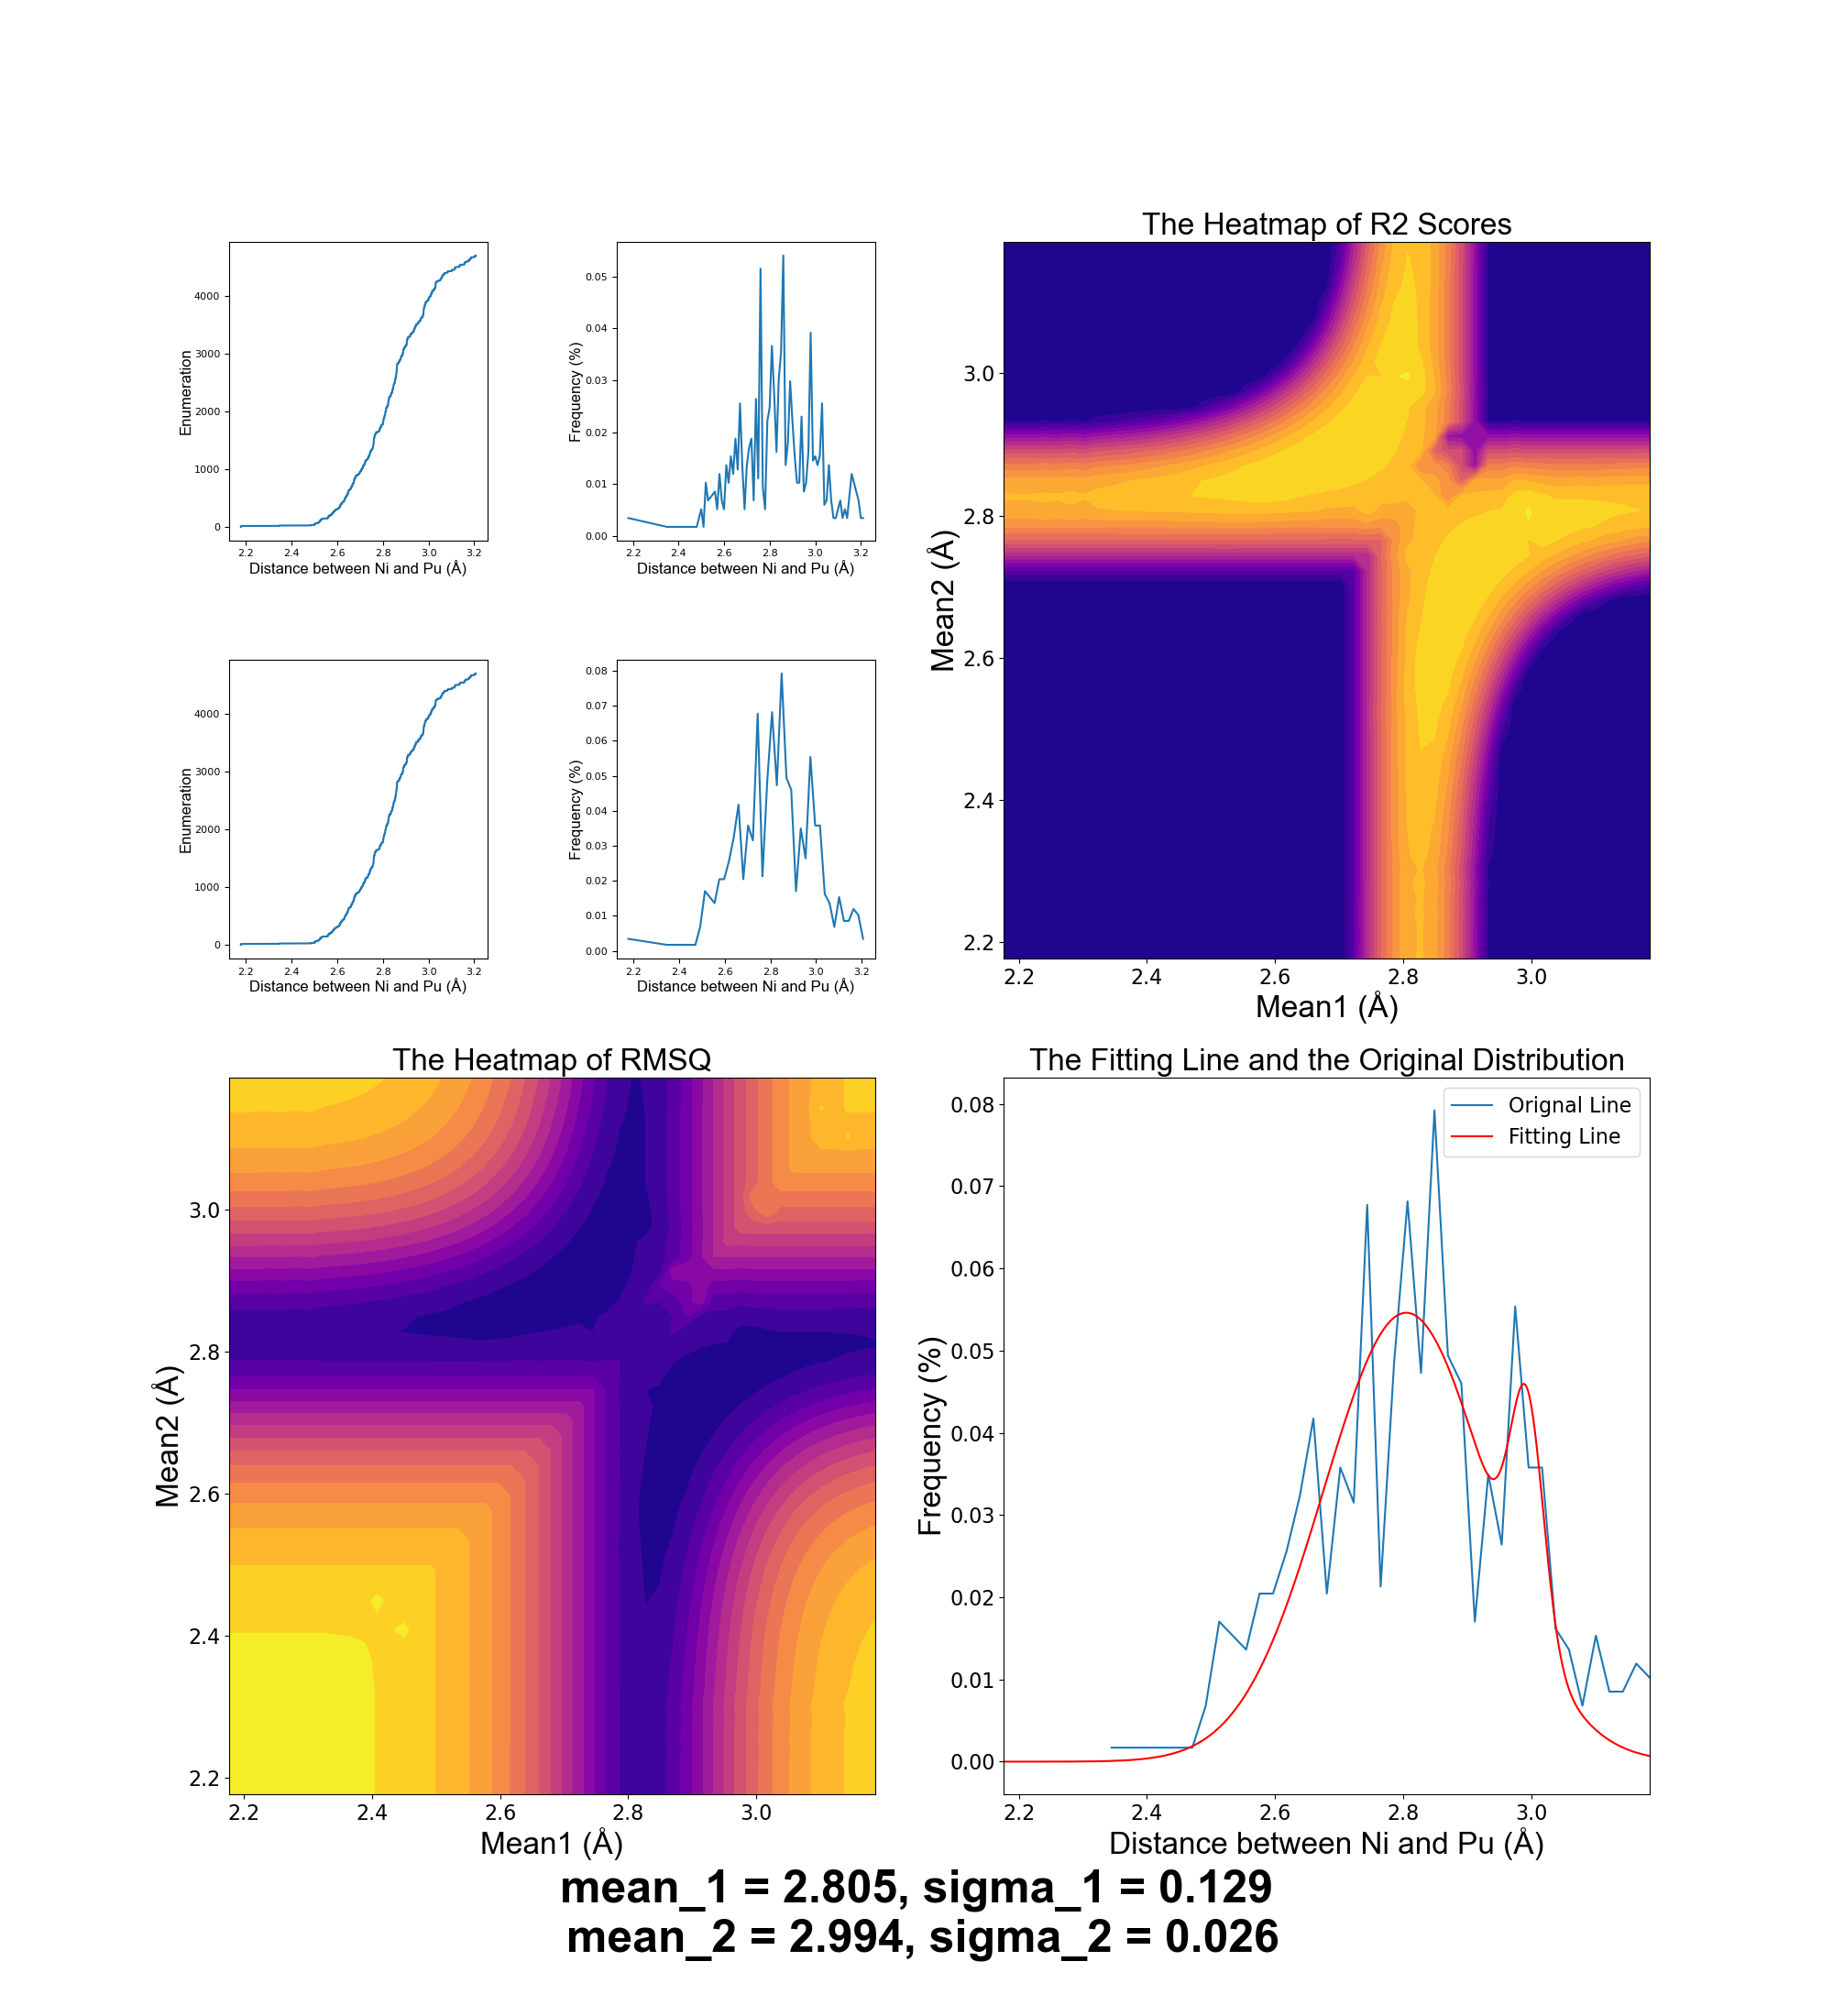 4000
3000
2000
1000
0
Enumeration
2.2 2.4 2.6 2.8 3.0 3.2
Distance between Ni and Pu (Å)
0.05
0.04
0.03
0.02
0.01
0.00
Frequency (%)
2.2 2.4 2.6 2.8 3.0 3.2
Distance between Ni and Pu (Å)
The Heatmap of R2 Scores
3.0
2.8
2.6
2.4
2.2
Mean2 (Å)
2.2 2.4 2.6 2.8 3.0
Mean1 (Å)
4000
3000
2000
1000
0
Enumeration
2.2 2.4 2.6 2.8 3.0 3.2
Distance between Ni and Pu (Å)
0.08
0.07
0.06
0.05
0.04
0.03
0.02
0.01
0.00
Frequency (%)
2.2 2.4 2.6 2.8 3.0 3.2
Distance between Ni and Pu (Å)
The Heatmap of RMSQ
3.0
2.8
2.6
2.4
2.2
Mean2 (Å)
2.2 2.4 2.6 2.8 3.0
Mean1 (Å)
The Fitting Line and the Original Distribution
Orignal Line
Fitting Line
0.08
0.07
0.06
0.05
0.04
0.03
0.02
0.01
0.00
Frequency (%)
2.2 2.4 2.6 2.8 3.0
Distance between Ni and Pu (Å)
mean_1 = 2.805, sigma_1 = 0.129
mean_2 = 2.994, sigma_2 = 0.026